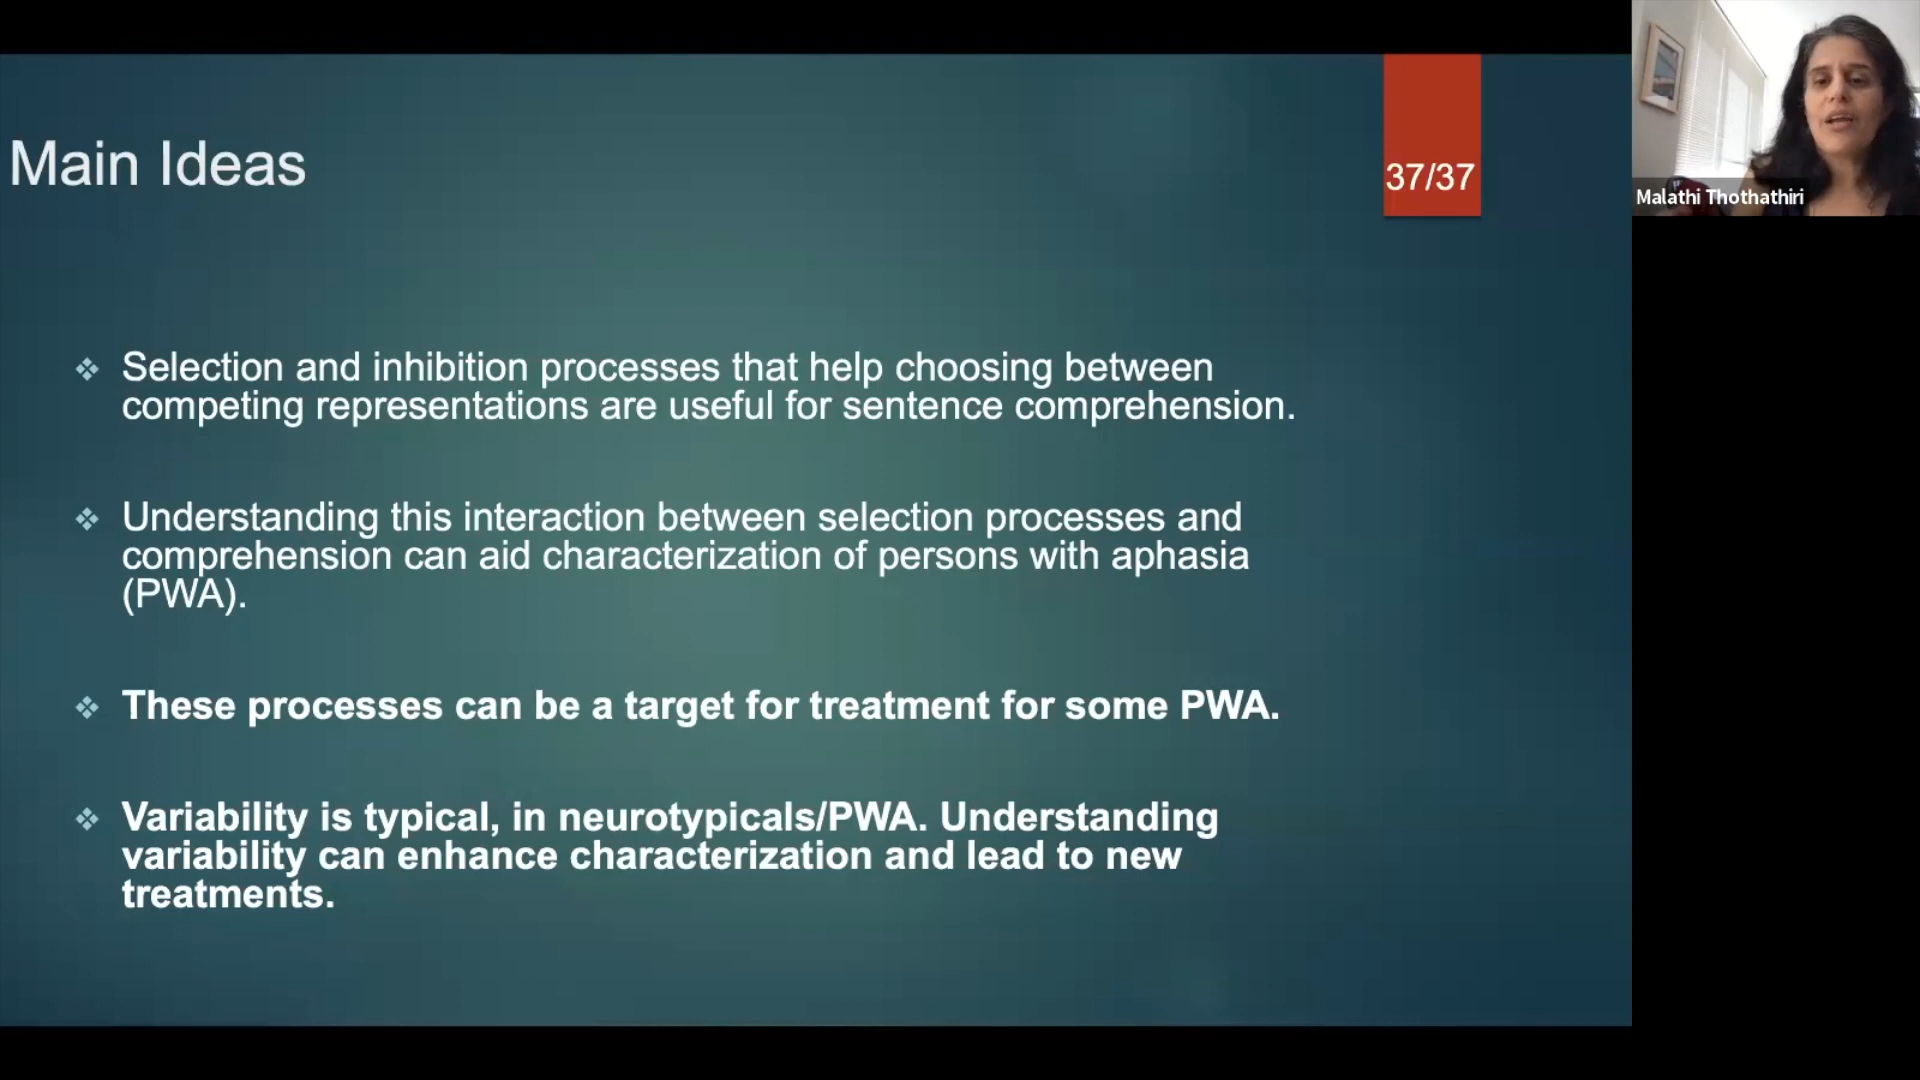 Main Ideas
37/37
Malathi Thothathiri
Selection and inhibition processes that help choosing between
competing representations are useful for sentence comprehension.
Understanding this interaction between selection processes and
comprehension can aid characterization of persons with aphasia
(PWA).
These processes can be a target for treatment for some PWA.
Variability is typical, in neurotypicals/PWA. Understanding
variability can enhance characterization and lead to new
treatments.